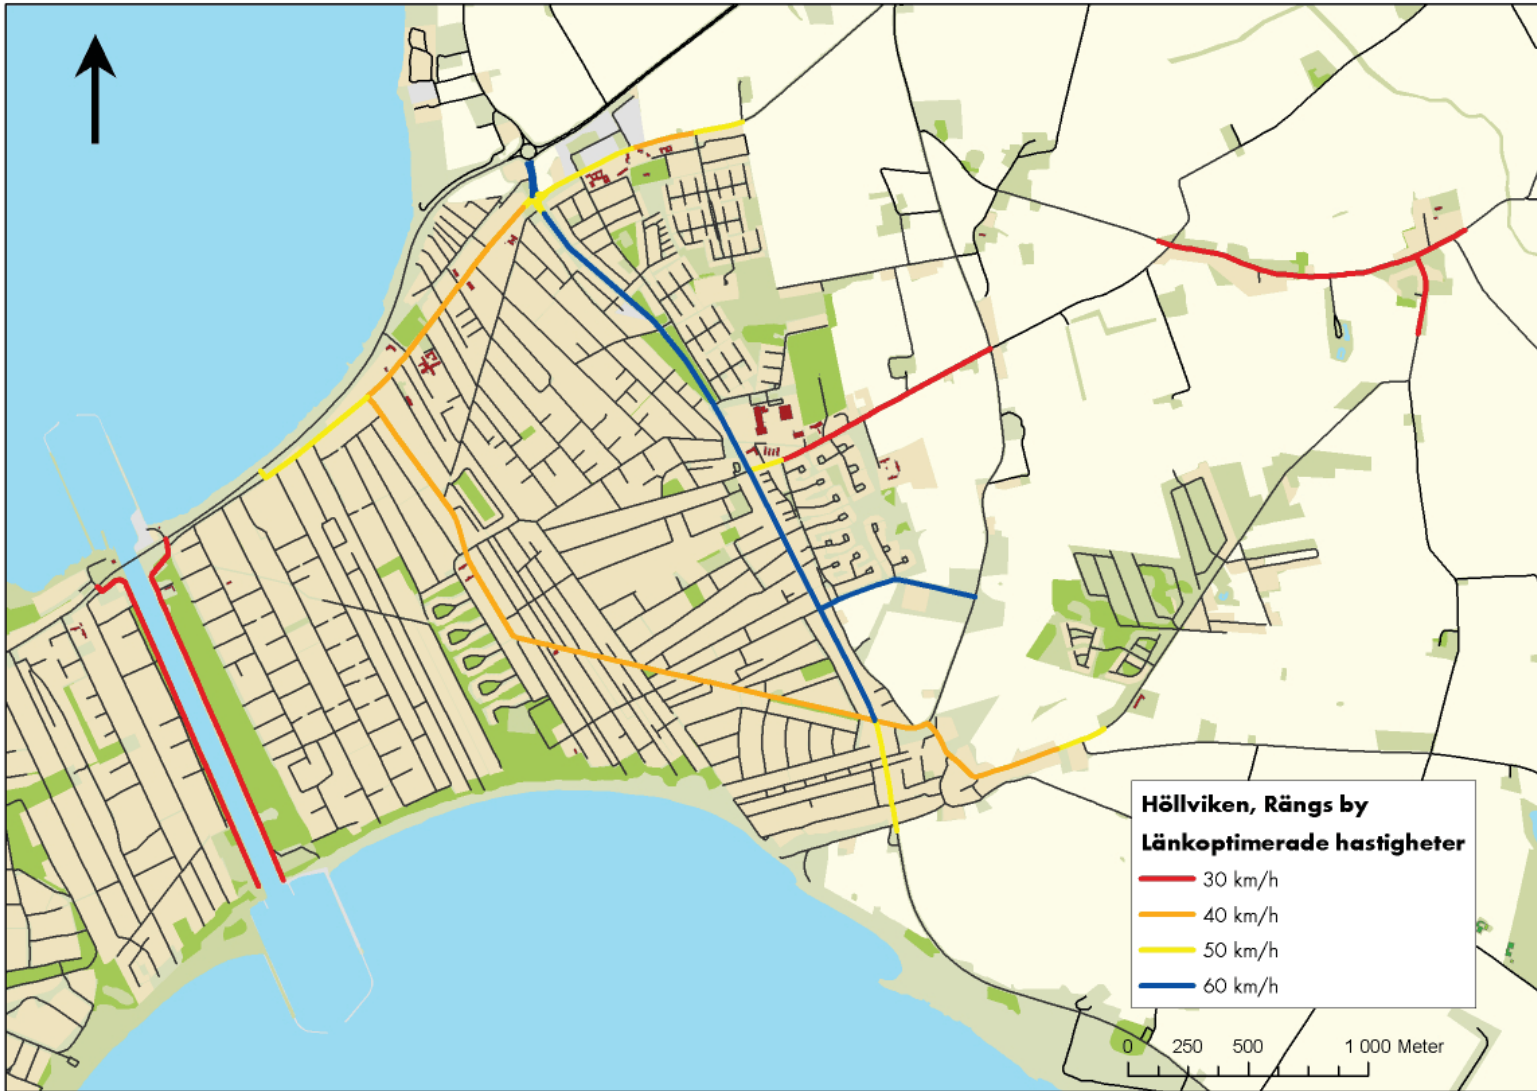 Höllviken, Rängs by
Länkoptimerade hastigheter
30 km/h
40 km/h
50 km/h
60 km/h
0 250 500 1 000 Meter